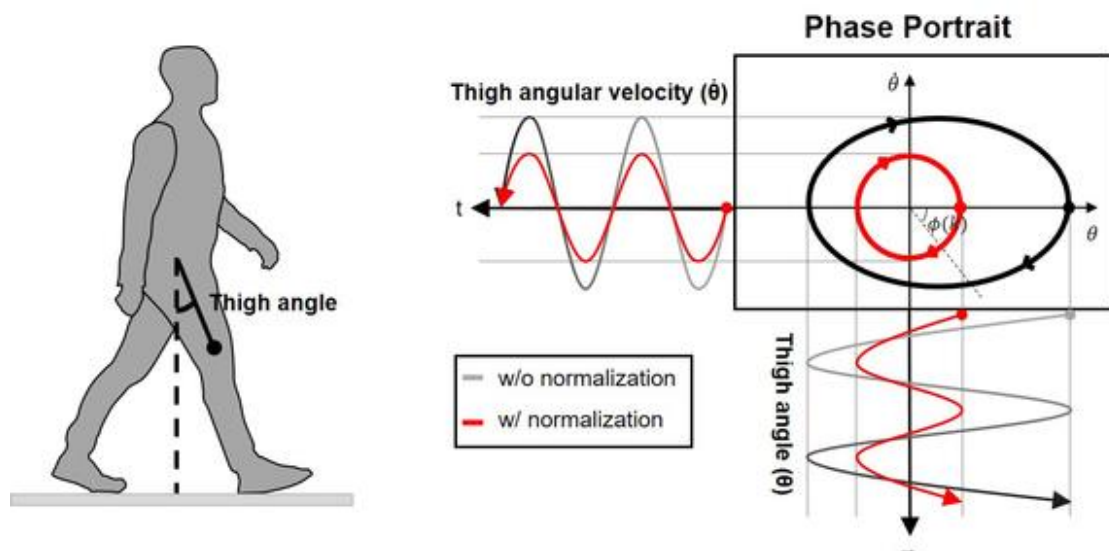 Phase Portrait
Thigh angular velocity (θ̇)
θ̇
t
θ
ϕ(k)
Thigh angle
w/o normalization
w/ normalization
Thigh angle (θ)